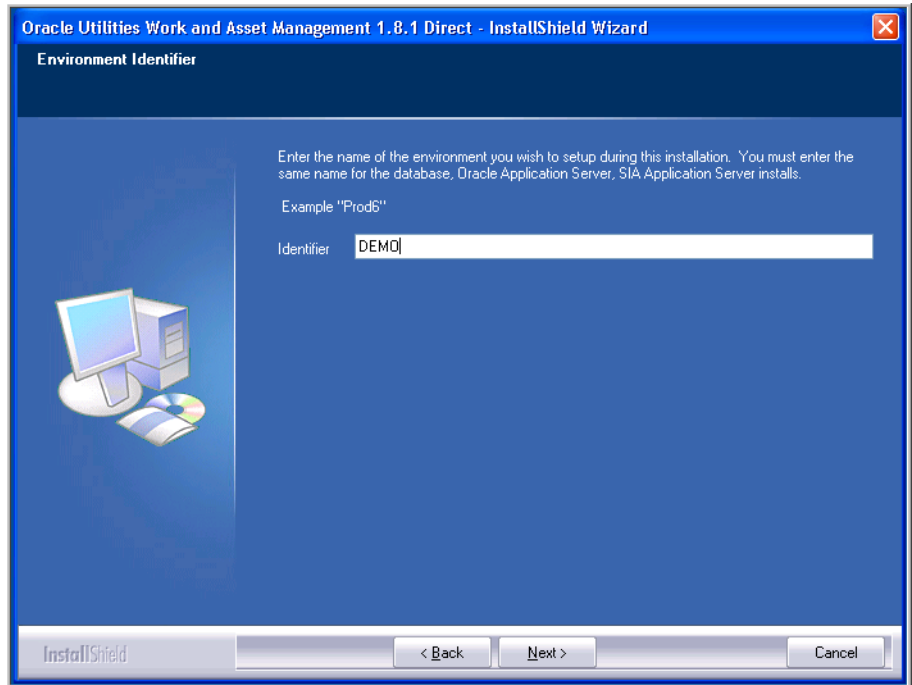 Oracle Utilities Work and Asset Management 1.8.1 Direct - InstallShield Wizard
Environment Identifier
Enter the name of the environment you wish to setup during this installation. You must enter the
same name for the database, Oracle Application Server, SIA Application Server installs.
Example "Prod6"
Identifier DEMO
InstallShield
< Back Next > Cancel